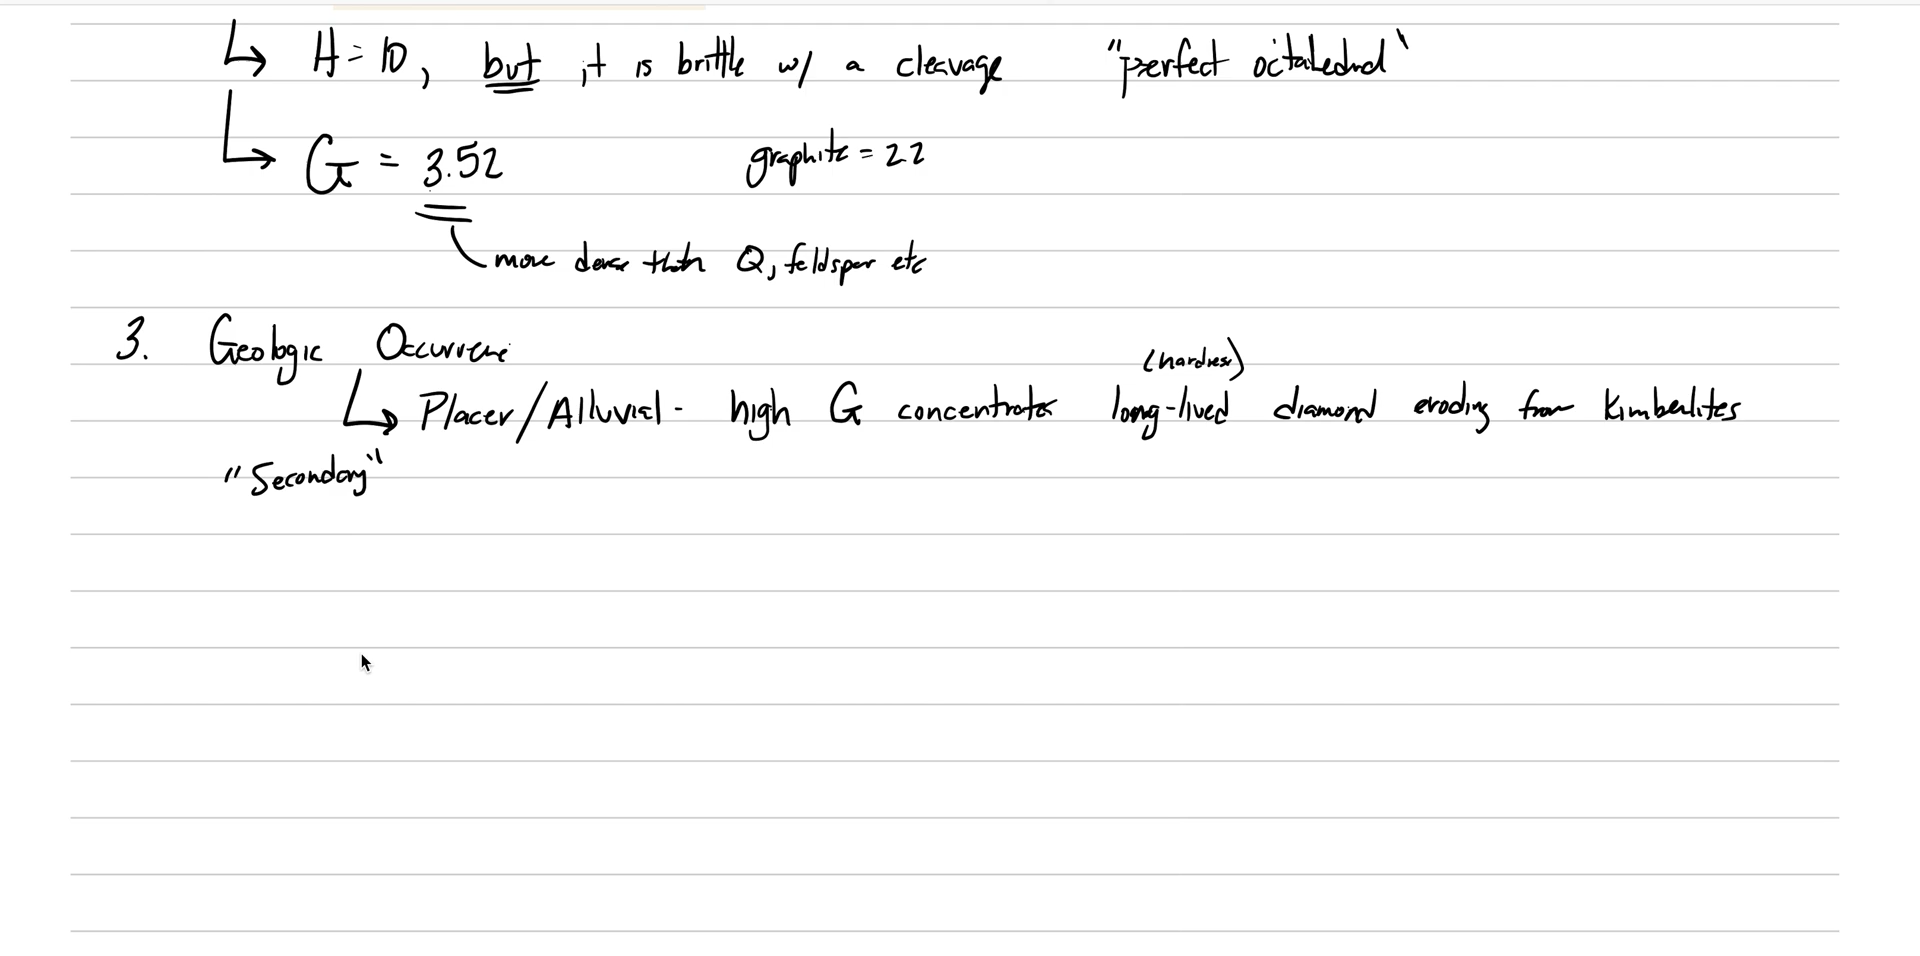 ↳ H = 10, but it is brittle w/ a cleavage "perfect octahedral"
↳ G = 3.52 graphite = 2.2
more dense than Q, feldspar etc
3. Geologic Occurrence
(hardness)
↳ Placer/Alluvial - high G concentrates long-lived diamond eroding from Kimberlites
"Secondary"